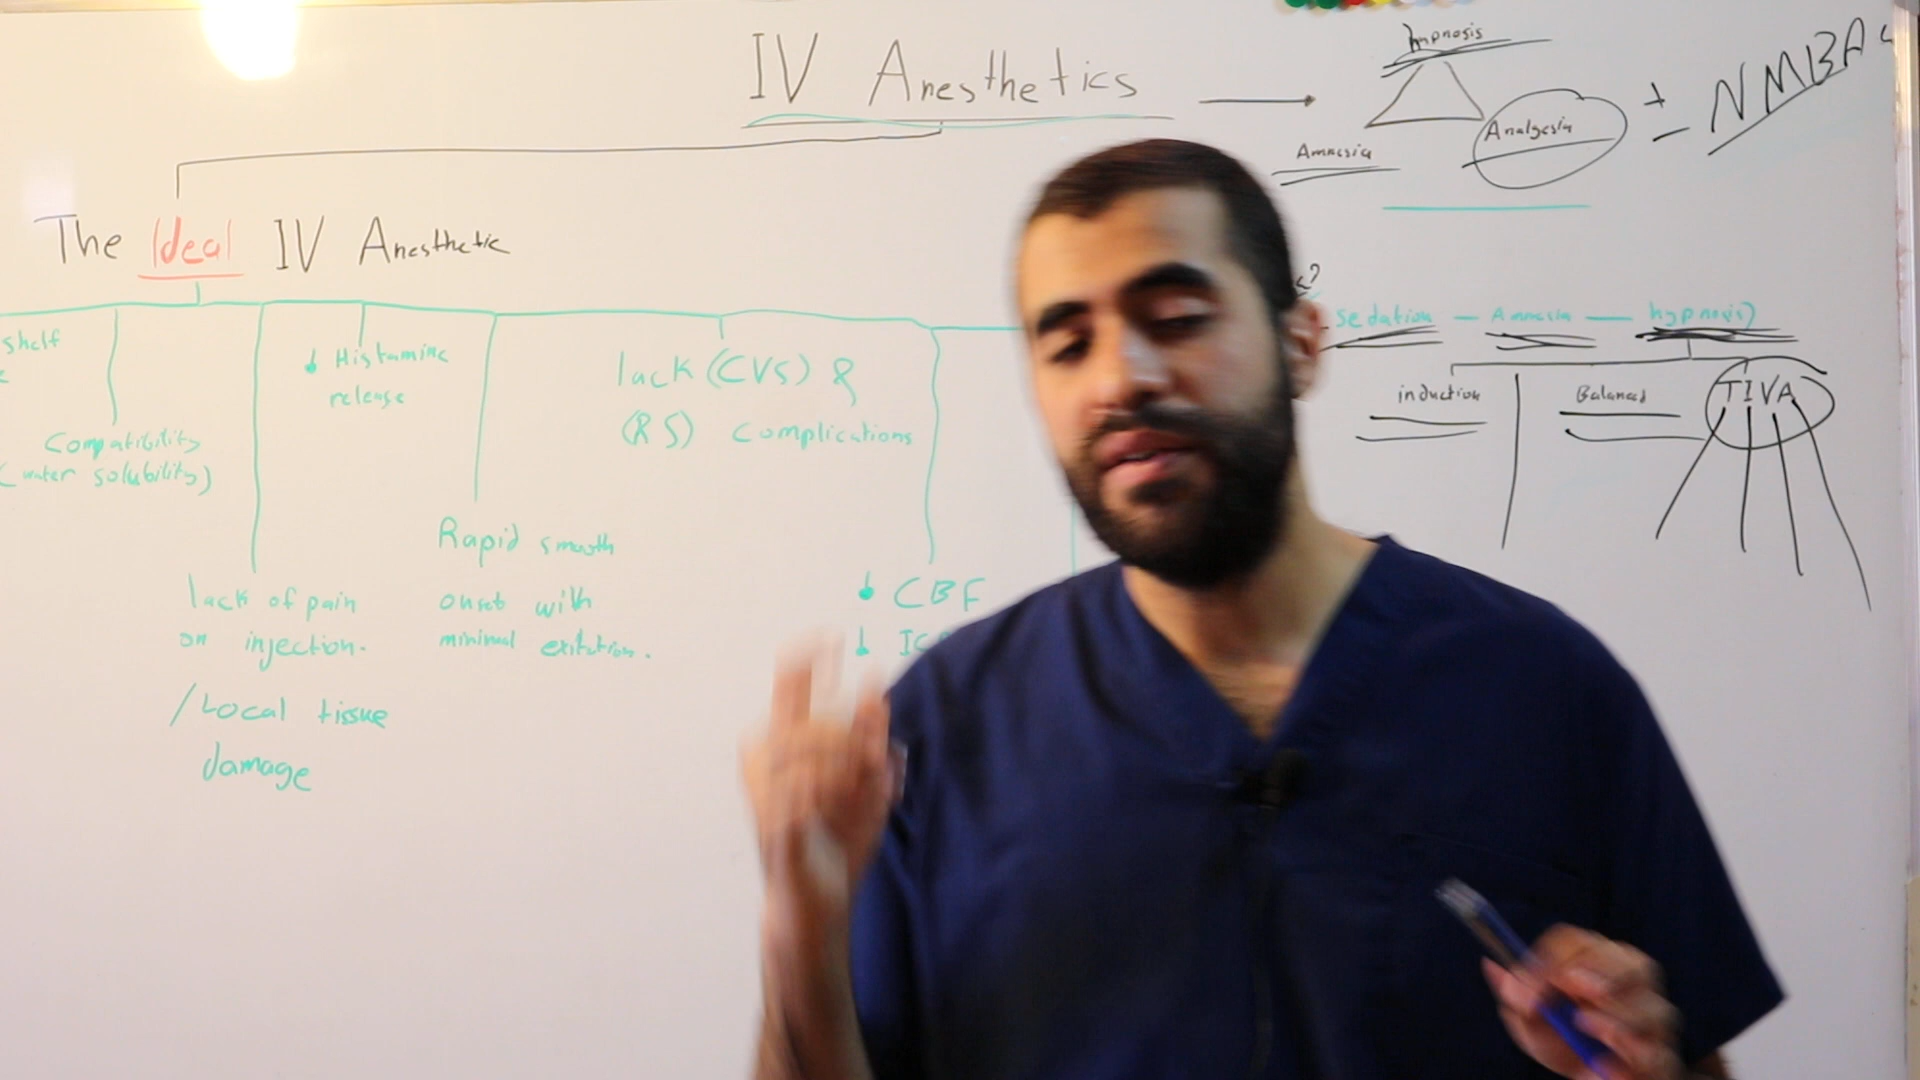 IV Anesthetics
hypnosis
Amnesia
Analgesia
+
-
NMBA
The Ideal IV Anesthetic
shelf
Compatibility
(water solubility)
lack of pain
on injection.
/Local tissue
damage
↓ Histamine
release
Rapid smooth
onset with
minimal exitation.
lack (CVS) &
(RS) complications
↓ CBF
↓ IC
?
sedation - Amnesia - hypnosis)
induction
Balanced
TIVA